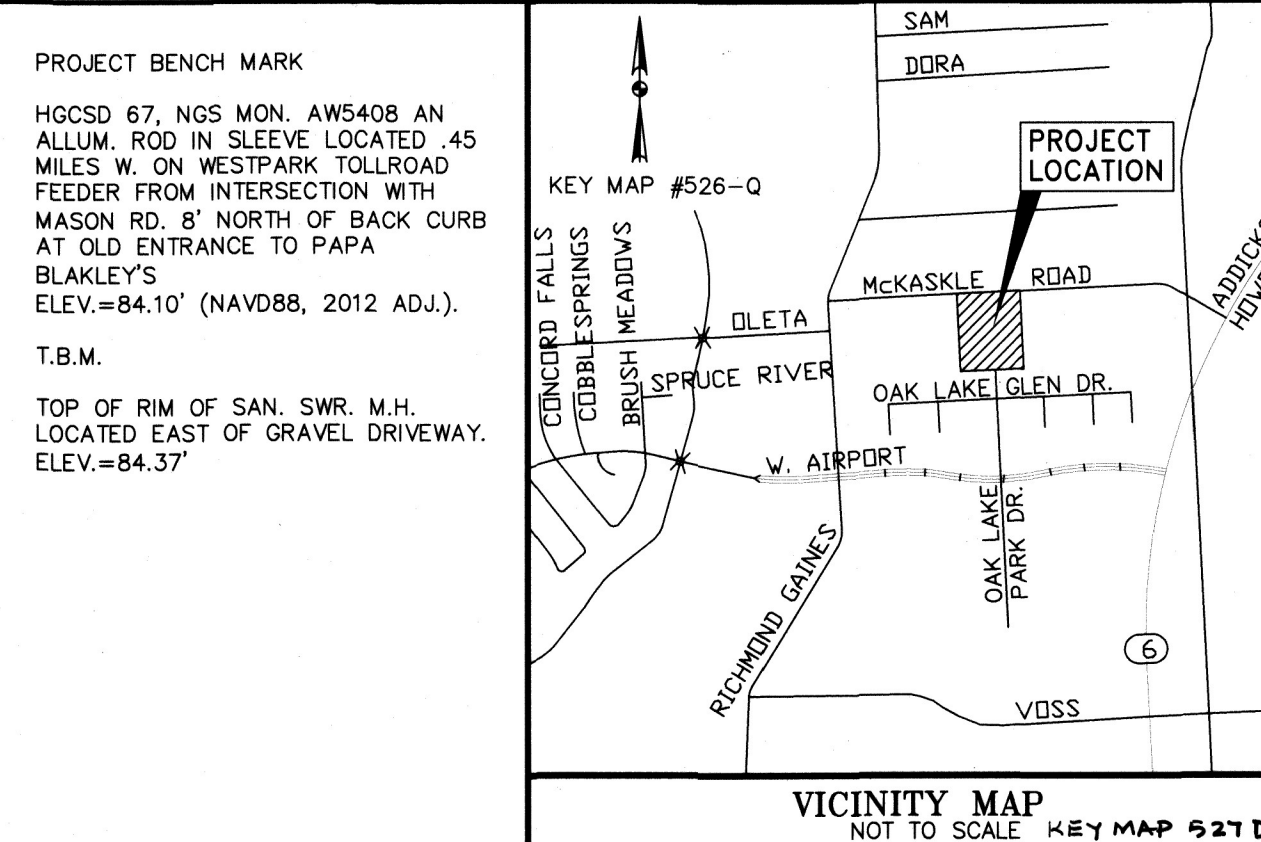 PROJECT BENCH MARK
HGCSD 67, NGS MON. AW5408 AN
ALLUM. ROD IN SLEEVE LOCATED .45
MILES W. ON WESTPARK TOLLROAD
FEEDER FROM INTERSECTION WITH
MASON RD. 8' NORTH OF BACK CURB
AT OLD ENTRANCE TO PAPA
BLAKLEY'S
ELEV.=84.10' (NAVD88, 2012 ADJ.).
T.B.M.
TOP OF RIM OF SAN. SWR. M.H.
LOCATED EAST OF GRAVEL DRIVEWAY.
ELEV.=84.37'
SAM
DORA
PROJECT
LOCATION
KEY MAP #526-Q
CONCORD FALLS
COBBLESPRINGS
BRUSH MEADOWS
McKASKLE ROAD
ADDICKS
OLETA
SPRUCE RIVER
OAK LAKE GLEN DR.
W. AIRPORT
OAK LAKE
PARK DR.
RICHMOND GAINES
6
VOSS
VICINITY MAP
NOT TO SCALE KEY MAP 527